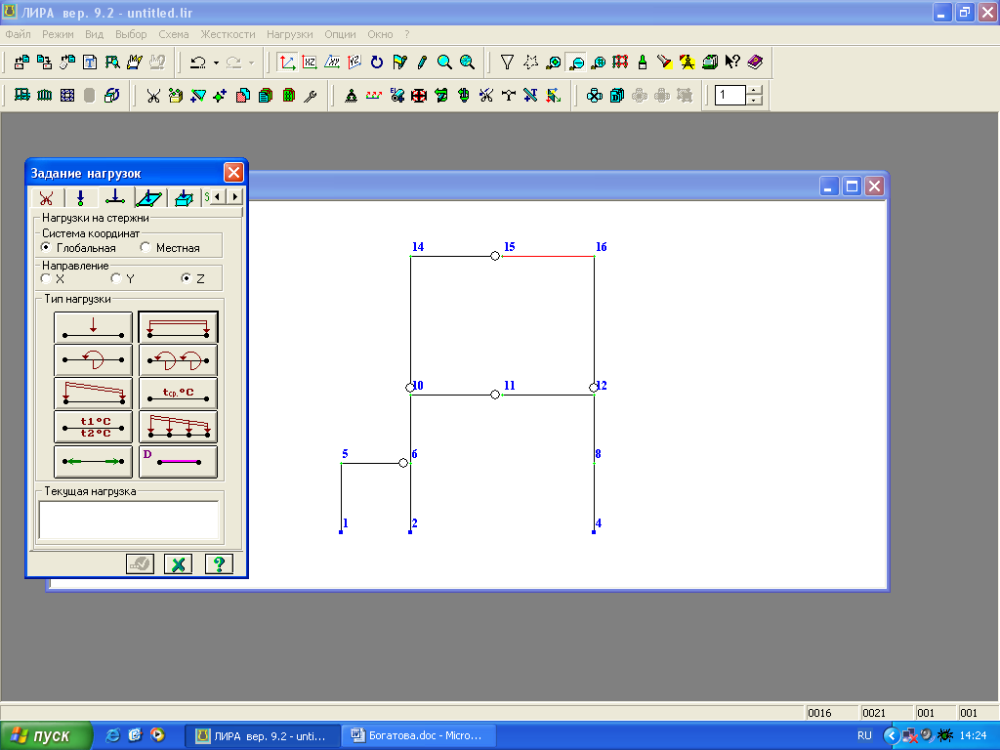 ЛИРА вер. 9.2 - untitled.lir
Файл Режим Вид Выбор Схема Жесткости Нагрузки Опции Окно ?
1
Задание нагрузок
S
Нагрузки на стержни
Система координат
Глобальная Местная
Направление
X Y Z
Тип нагрузки
tср.°C
t1°C
t2°C
D
Текущая нагрузка
?
14 15 16
10 11 12
5 6 8
1 2 4
0016 0021 001 001
пуск ЛИРА вер. 9.2 - unti... Богатова.doc - Micro... RU 14:24